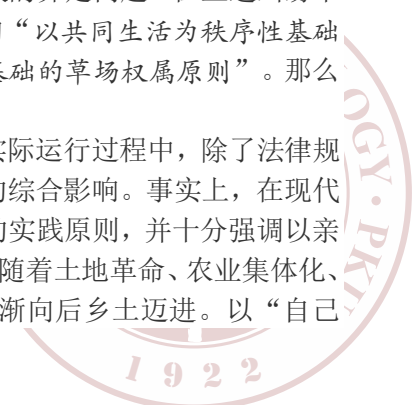 “以共同生活为秩序性基础
基础的草场权属原则”。那么
实际运行过程中，除了法律规
的综合影响。事实上，在现代
的实践原则，并十分强调以亲
随着土地革命、农业集体化、
渐向后乡土迈进。以“自己
OGY · PK
1922